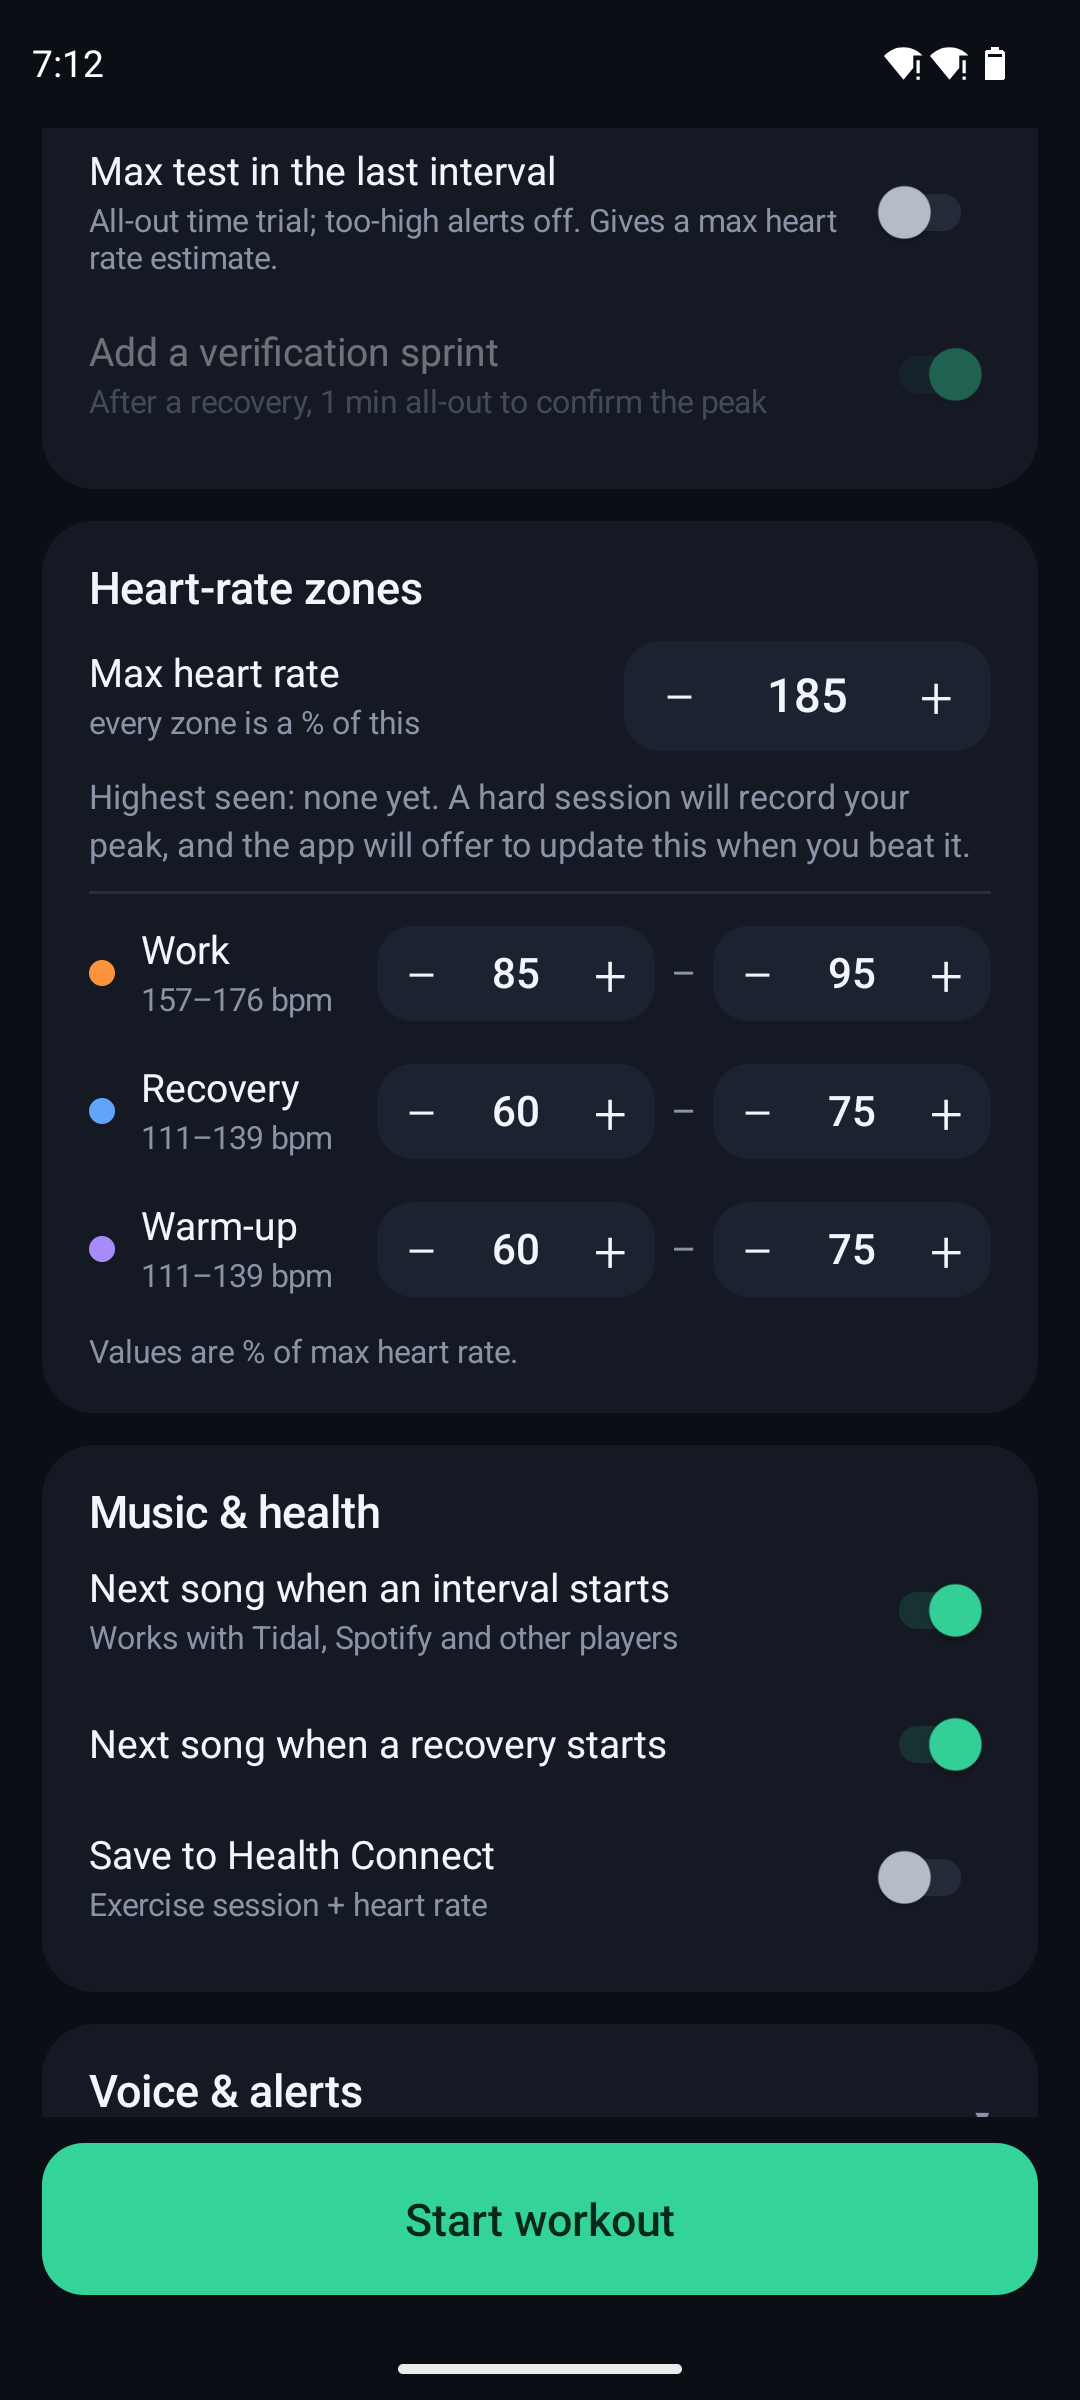 7:12
Max test in the last interval
All-out time trial; too-high alerts off. Gives a max heart
rate estimate.
Add a verification sprint
After a recovery, 1 min all-out to confirm the peak
Heart-rate zones
Max heart rate
every zone is a % of this
− 185 +
Highest seen: none yet. A hard session will record your
peak, and the app will offer to update this when you beat it.
Work
157–176 bpm
− 85 + – − 95 +
Recovery
111–139 bpm
− 60 + – − 75 +
Warm-up
111–139 bpm
− 60 + – − 75 +
Values are % of max heart rate.
Music & health
Next song when an interval starts
Works with Tidal, Spotify and other players
Next song when a recovery starts
Save to Health Connect
Exercise session + heart rate
Voice & alerts
Start workout